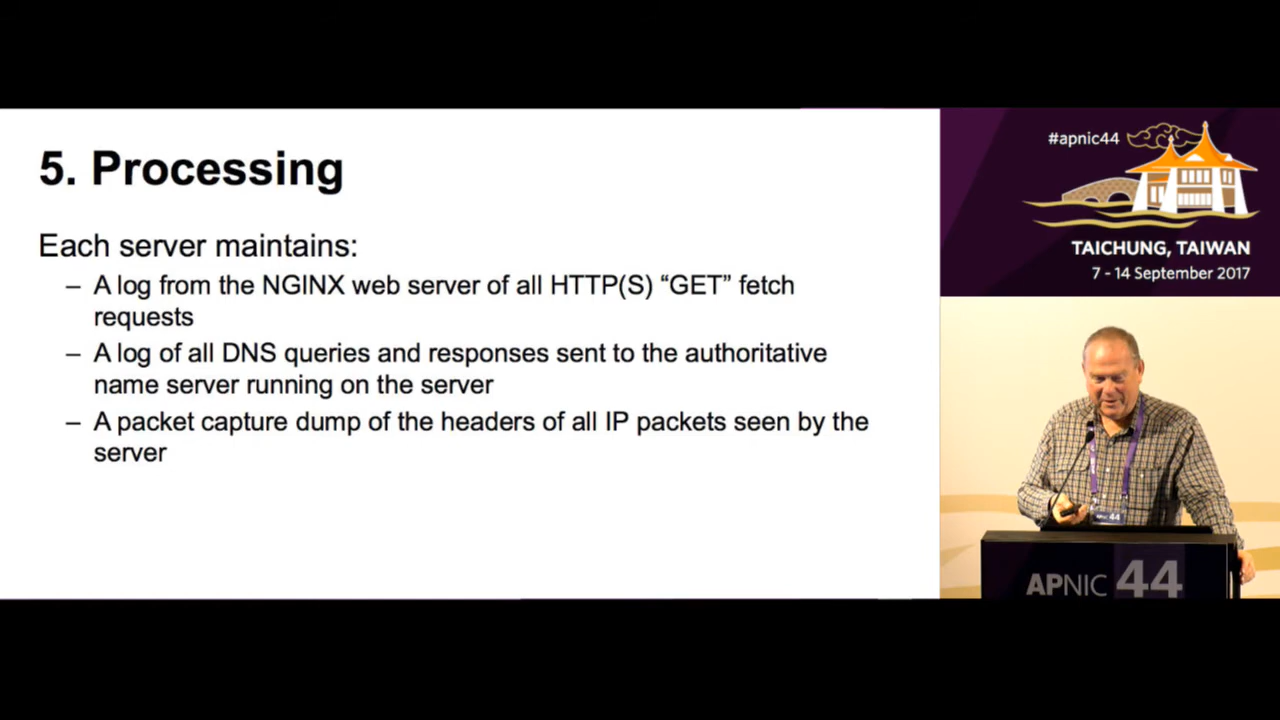 5. Processing
Each server maintains:
– A log from the NGINX web server of all HTTP(S) “GET” fetch
requests
– A log of all DNS queries and responses sent to the authoritative
name server running on the server
– A packet capture dump of the headers of all IP packets seen by the
server
#apnic44
TAICHUNG, TAIWAN
7 - 14 September 2017
APNIC 44
APNIC 44